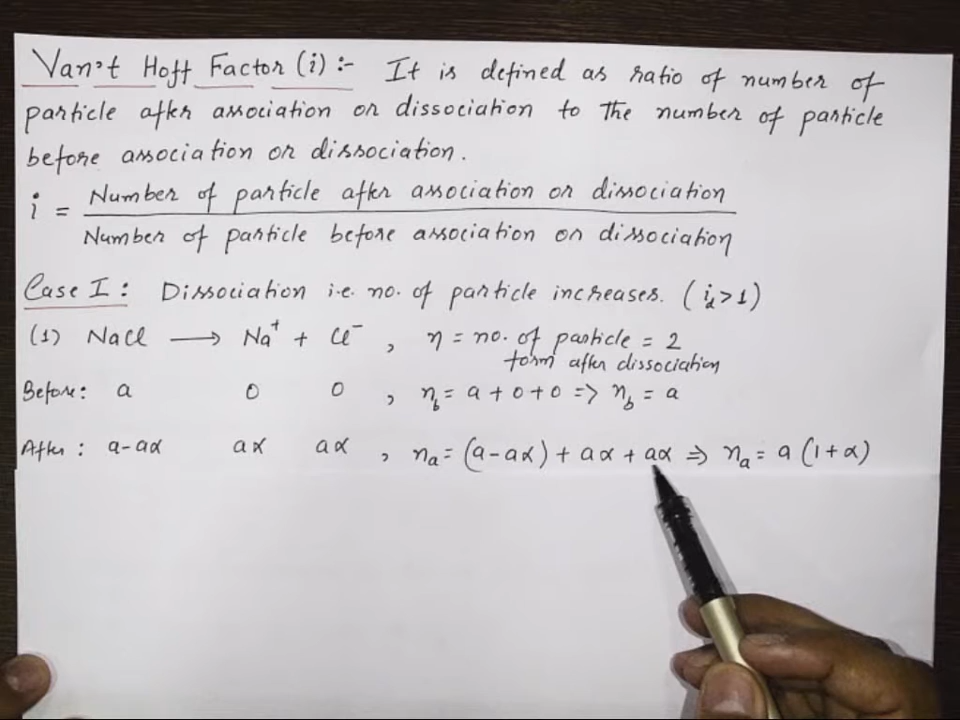 Van't Hoff Factor (i) :- It is defined as ratio of number of
particle after association or dissociation to the number of particle
before association or dissociation.
i = Number of particle after association or dissociation
Number of particle before association or dissociation
Case I : Dissociation i.e. no. of particle increases. (i_d > 1)
(1) NaCl ⟶ Na⁺ + Cl⁻ , n = no. of particle = 2
form after dissociation
Before : a 0 0 , n_b = a + 0 + 0 => n_b = a
After : a-aα aα aα , n_a = (a-aα) + aα + aα => n_a = a (1+α)